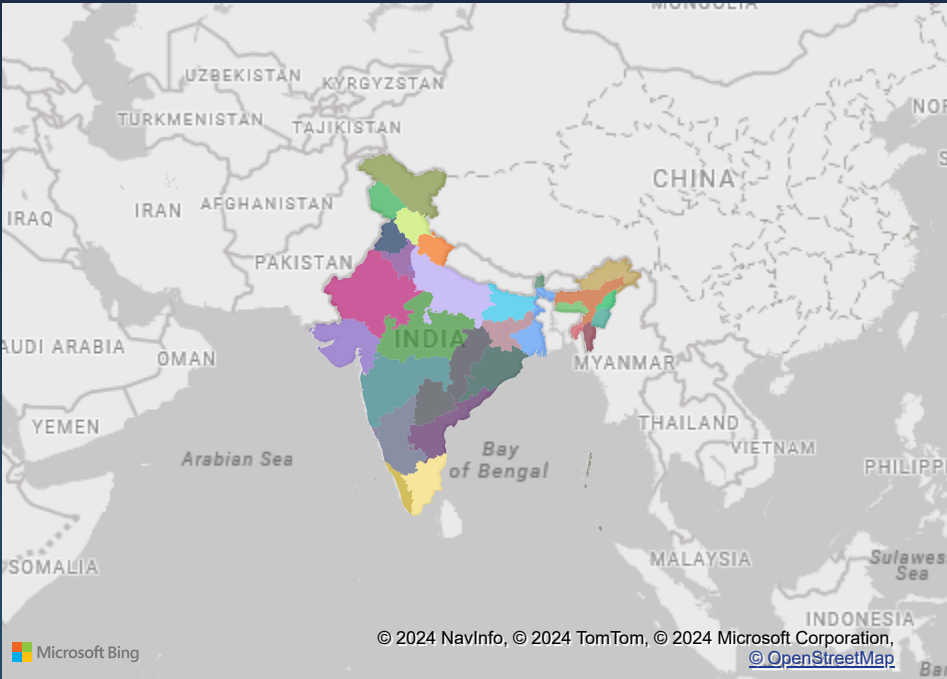 MONGOLIA
UZBEKISTAN
KYRGYZSTAN
TURKMENISTAN
TAJIKISTAN
NOR
CHINA
S
IRAQ
IRAN
AFGHANISTAN
PAKISTAN
INDIA
AUDI ARABIA
OMAN
MYANMAR
YEMEN
THAILAND
VIETNAM
Arabian Sea
Bay
of Bengal
PHILIPP
SOMALIA
MALAYSIA
Sulawes
Sea
INDONESIA
© 2024 NavInfo, © 2024 TomTom, © 2024 Microsoft Corporation,
© OpenStreetMap
Microsoft Bing
Ban